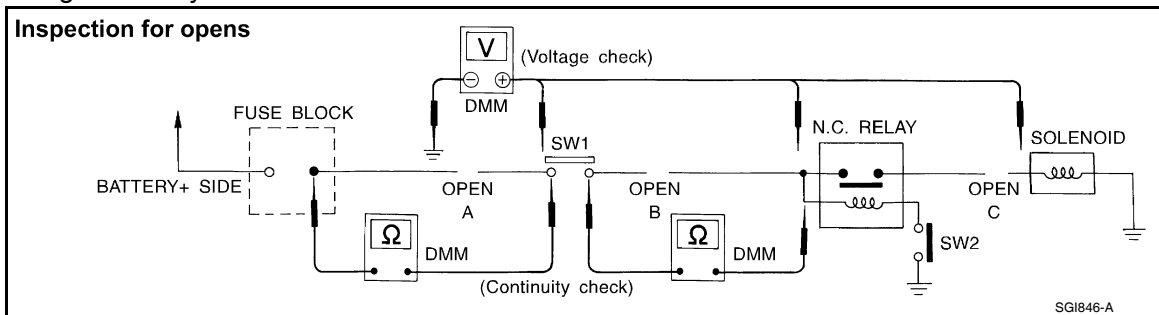 Inspection for opens
V
(Voltage check)
DMM
FUSE BLOCK
N.C. RELAY
SW1
SOLENOID
BATTERY+ SIDE
OPEN
A
OPEN
B
OPEN
C
Ω
DMM
Ω
DMM
SW2
(Continuity check)
SGI846-A